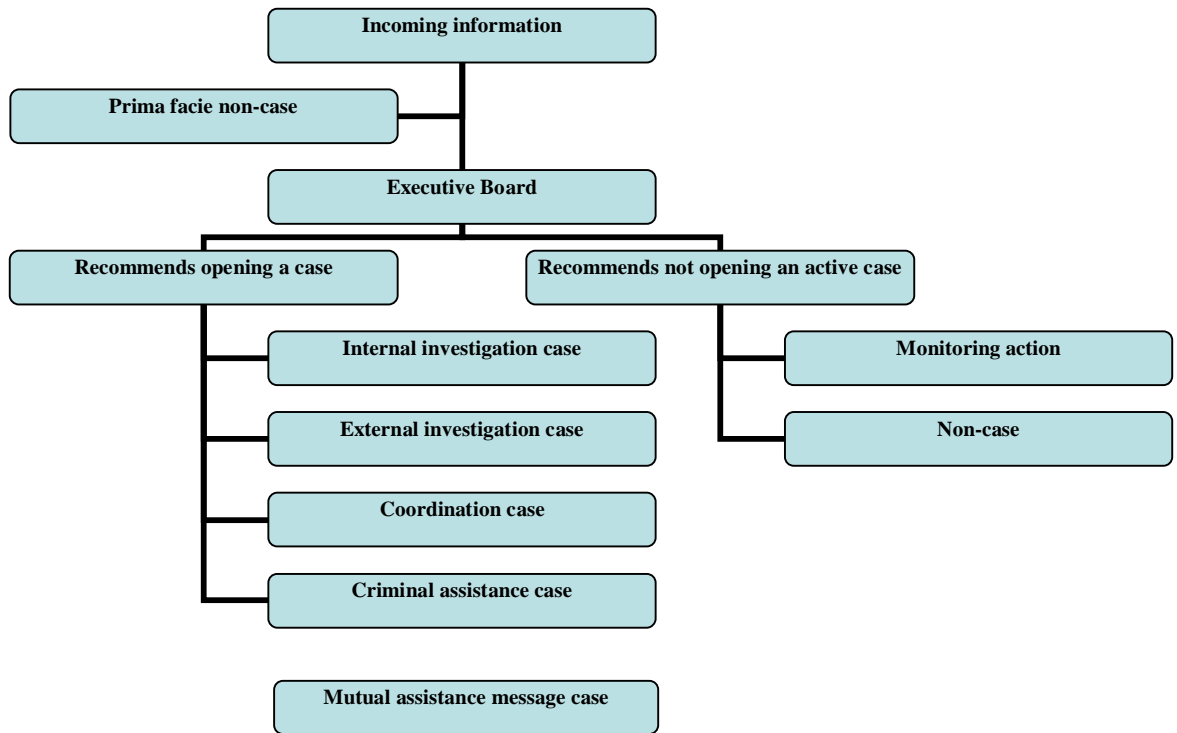 Incoming information
Prima facie non-case
Executive Board
Recommends opening a case
Recommends not opening an active case
Internal investigation case
Monitoring action
External investigation case
Non-case
Coordination case
Criminal assistance case
Mutual assistance message case